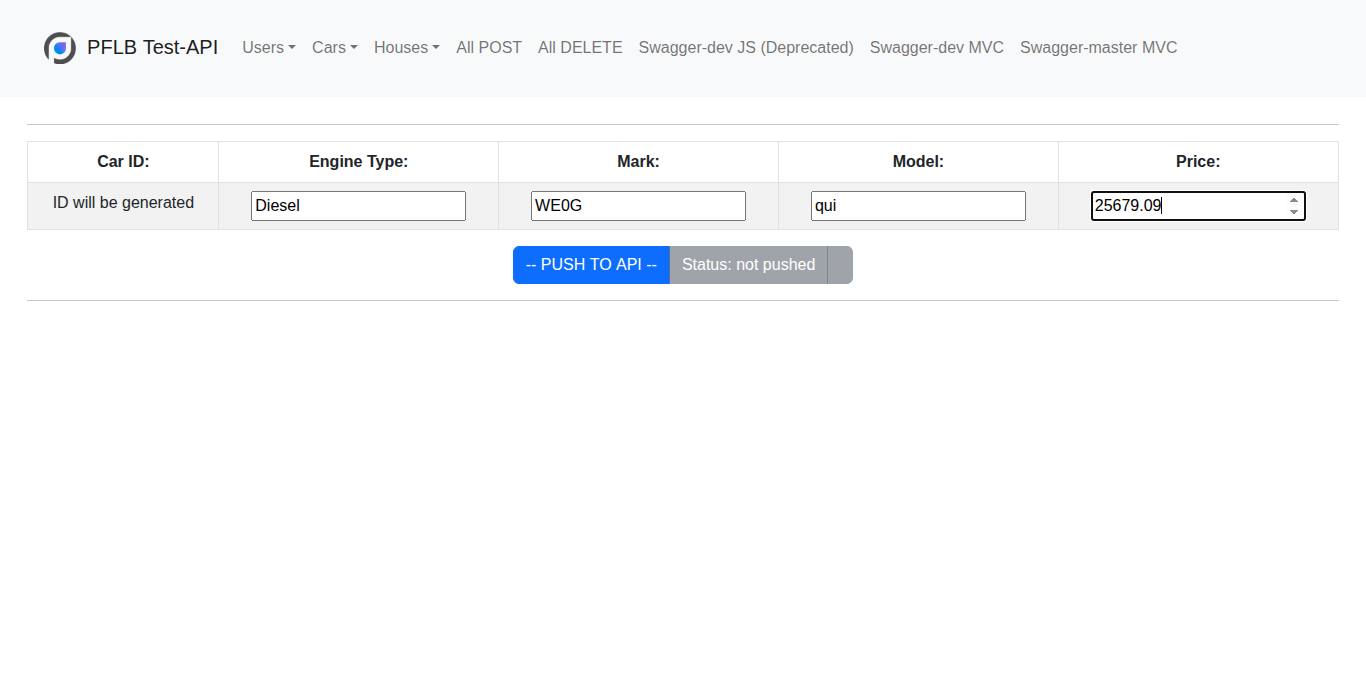 PFLB Test-API Users Cars Houses All POST All DELETE Swagger-dev JS (Deprecated) Swagger-dev MVC Swagger-master MVC
Car ID: Engine Type: Mark: Model: Price:
ID will be generated Diesel WE0G qui 25679.09
-- PUSH TO API -- Status: not pushed